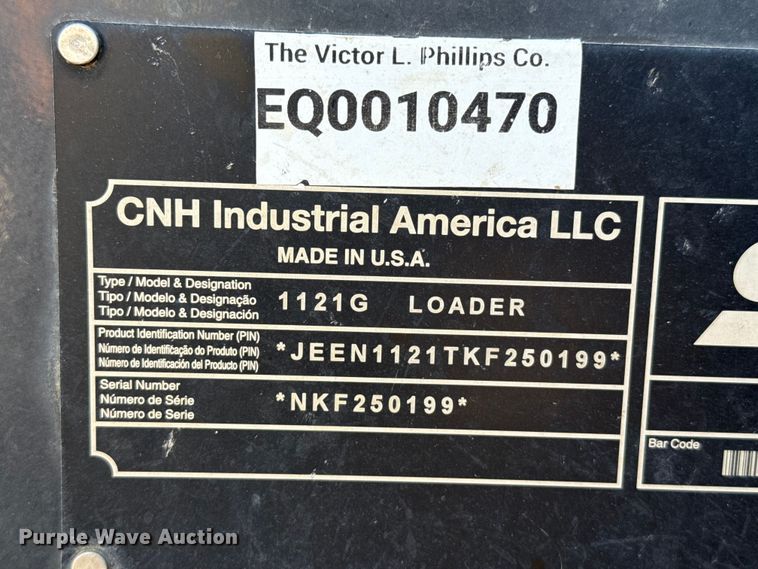 The Victor L. Phillips Co.
EQ0010470
CNH Industrial America LLC
MADE IN U.S.A.
Type / Model & Designation
Tipo / Modelo & Designação
Tipo / Modelo & Designación
1121G LOADER
Product Identification Number (PIN)
Número de Identificação do Produto (PIN)
Número de Identificación del Producto (PIN)
*JEEN1121TKF250199*
Serial Number
Número de Série
Número de Serie
*NKF250199*
Bar Code
Purple Wave Auction